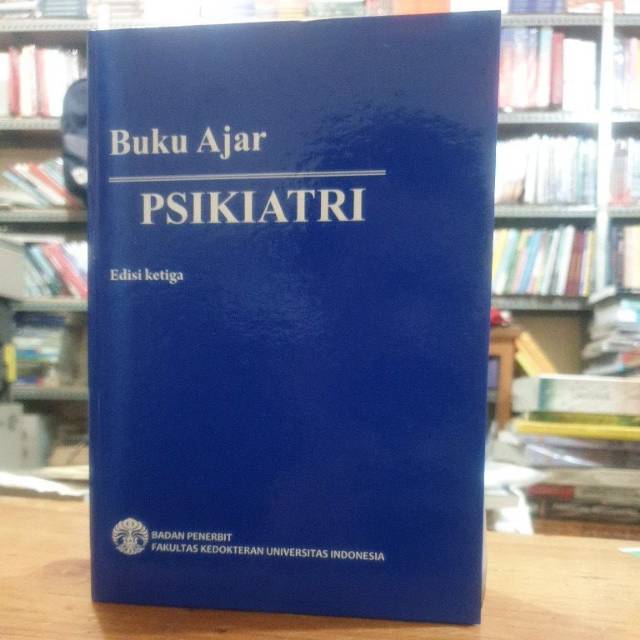 Buku Ajar
PSIKIATRI
Edisi ketiga
BADAN PENERBIT
FAKULTAS KEDOKTERAN UNIVERSITAS INDONESIA